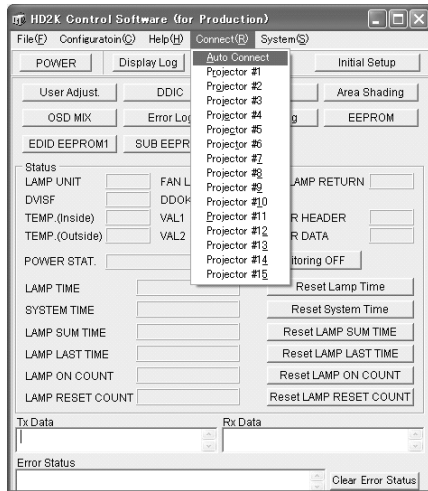 HD2K Control Software (for Production)
File(F) Configuratoin(C) Help(H) Connect(R) System(S)
POWER Display Log Initial Setup
Auto Connect
Projector #1
Projector #2
Projector #3
Projector #4
Projector #5
Projector #6
Projector #7
Projector #8
Projector #9
Projector #10
Projector #11
Projector #12
Projector #13
Projector #14
Projector #15
User Adjust. DDIC Area Shading
OSD MIX Error Log EEPROM
EDID EEPROM1 SUB EEPR
Status
LAMP UNIT FAN L LAMP RETURN
DVISF DDOK
TEMP.(Inside) VAL1 R HEADER
TEMP.(Outside) VAL2 R DATA
POWER STAT. itoring OFF
LAMP TIME Reset Lamp Time
SYSTEM TIME Reset System Time
LAMP SUM TIME Reset LAMP SUM TIME
LAMP LAST TIME Reset LAMP LAST TIME
LAMP ON COUNT Reset LAMP ON COUNT
LAMP RESET COUNT Reset LAMP RESET COUNT
Tx Data Rx Data
Error Status
Clear Error Status